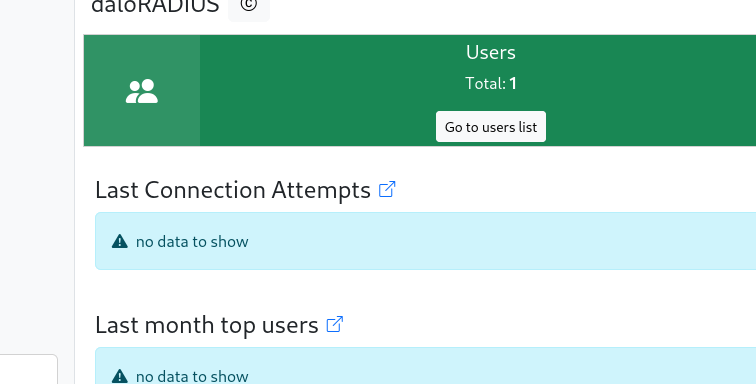 daloRADIUS ©
Users
Total: 1
Go to users list
Last Connection Attempts
no data to show
Last month top users
no data to show